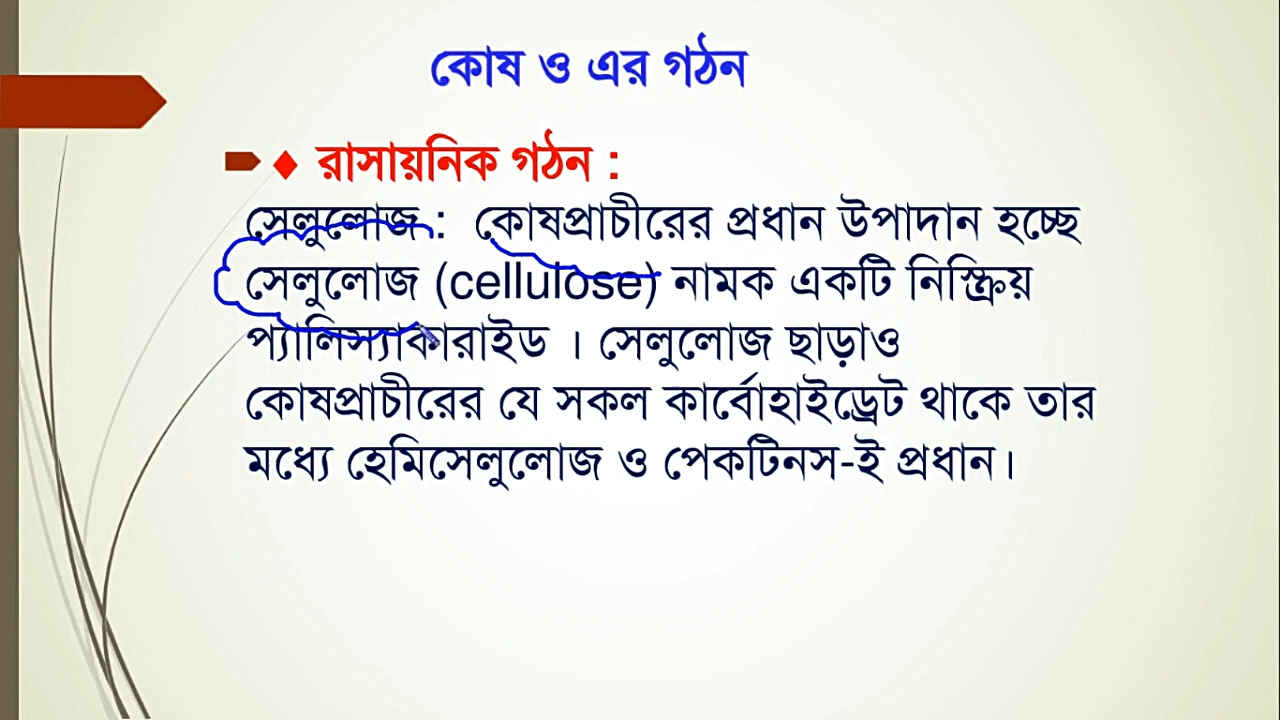 কোষ ও এর গঠন
♦ রাসায়নিক গঠন :
সেলুলোজ : কোষপ্রাচীরের প্রধান উপাদান হচ্ছে
সেলুলোজ (cellulose) নামক একটি নিস্ক্রিয়
প্যালিস্যাকারাইড । সেলুলোজ ছাড়াও
কোষপ্রাচীরের যে সকল কার্বোহাইড্রেট থাকে তার
মধ্যে হেমিসেলুলোজ ও পেকটিনস-ই প্রধান।